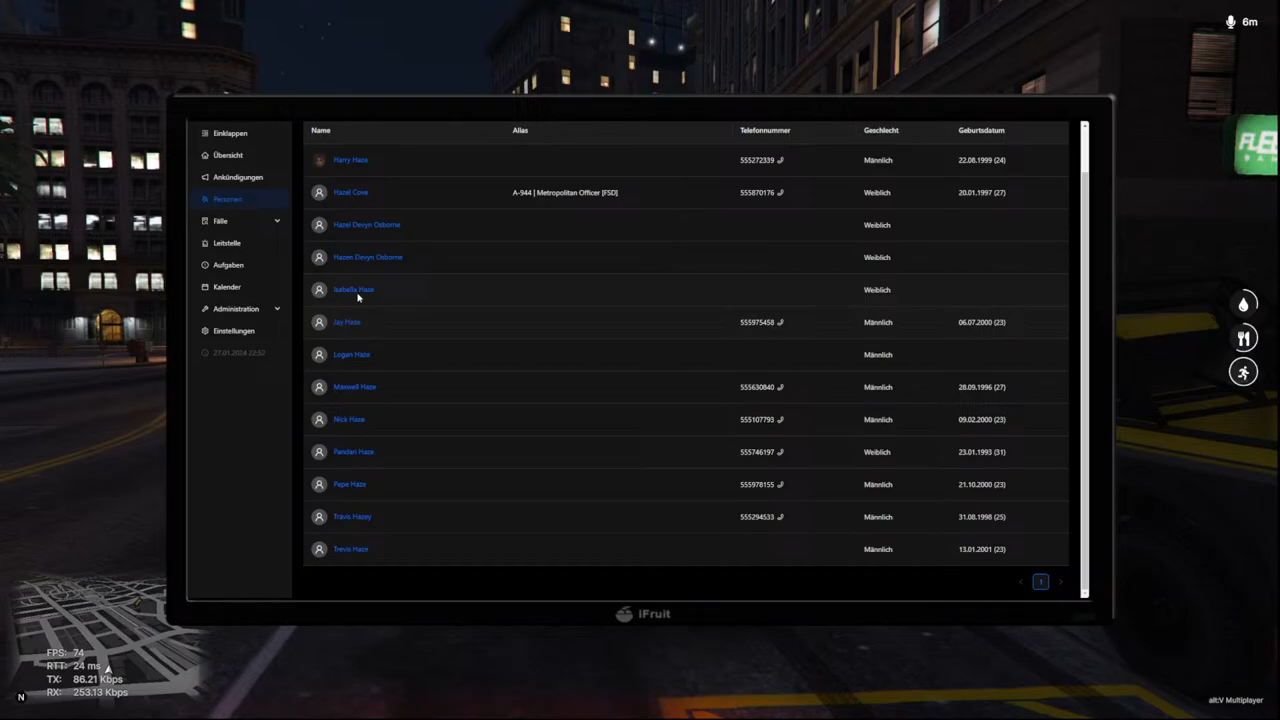 6m
FLEE
BAN
Einklappen
Übersicht
Ankündigungen
Personen
Fälle
Leitstelle
Aufgaben
Kalender
Administration
Einstellungen
27.01.2024 22:52
Name Alias Telefonnummer Geschlecht Geburtsdatum
Harry Haze 555272339 Männlich 22.08.1999 (24)
Hazel Cove A-944 | Metropolitan Officer [FSD] 555870176 Weiblich 20.01.1997 (27)
Hazel Devyn Osborne Weiblich
Hazen Devyn Osborne Weiblich
Isabella Haze Weiblich
Jay Haze 555975458 Männlich 06.07.2000 (23)
Logan Haze Männlich
Maxwell Haze 555630840 Männlich 28.09.1996 (27)
Nick Haze 555107793 Männlich 09.02.2000 (23)
Pandari Haze 555746197 Weiblich 23.01.1993 (31)
Pepe Haze 555978155 Männlich 21.10.2000 (23)
Travis Hazey 555294533 Männlich 31.08.1998 (25)
Trevis Haze Männlich 13.01.2001 (23)
1
iFruit
FPS: 74
RTT: 24 ms
TX: 86.21 Kbps
RX: 253.13 Kbps
N
alt:V Multiplayer